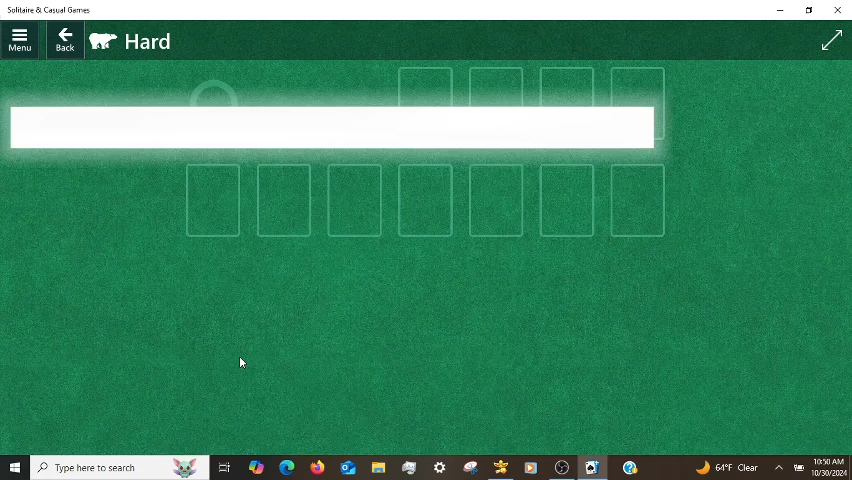 Solitaire & Casual Games
Menu
Back
Hard
Type here to search
64°F Clear
10:50 AM
10/30/2024